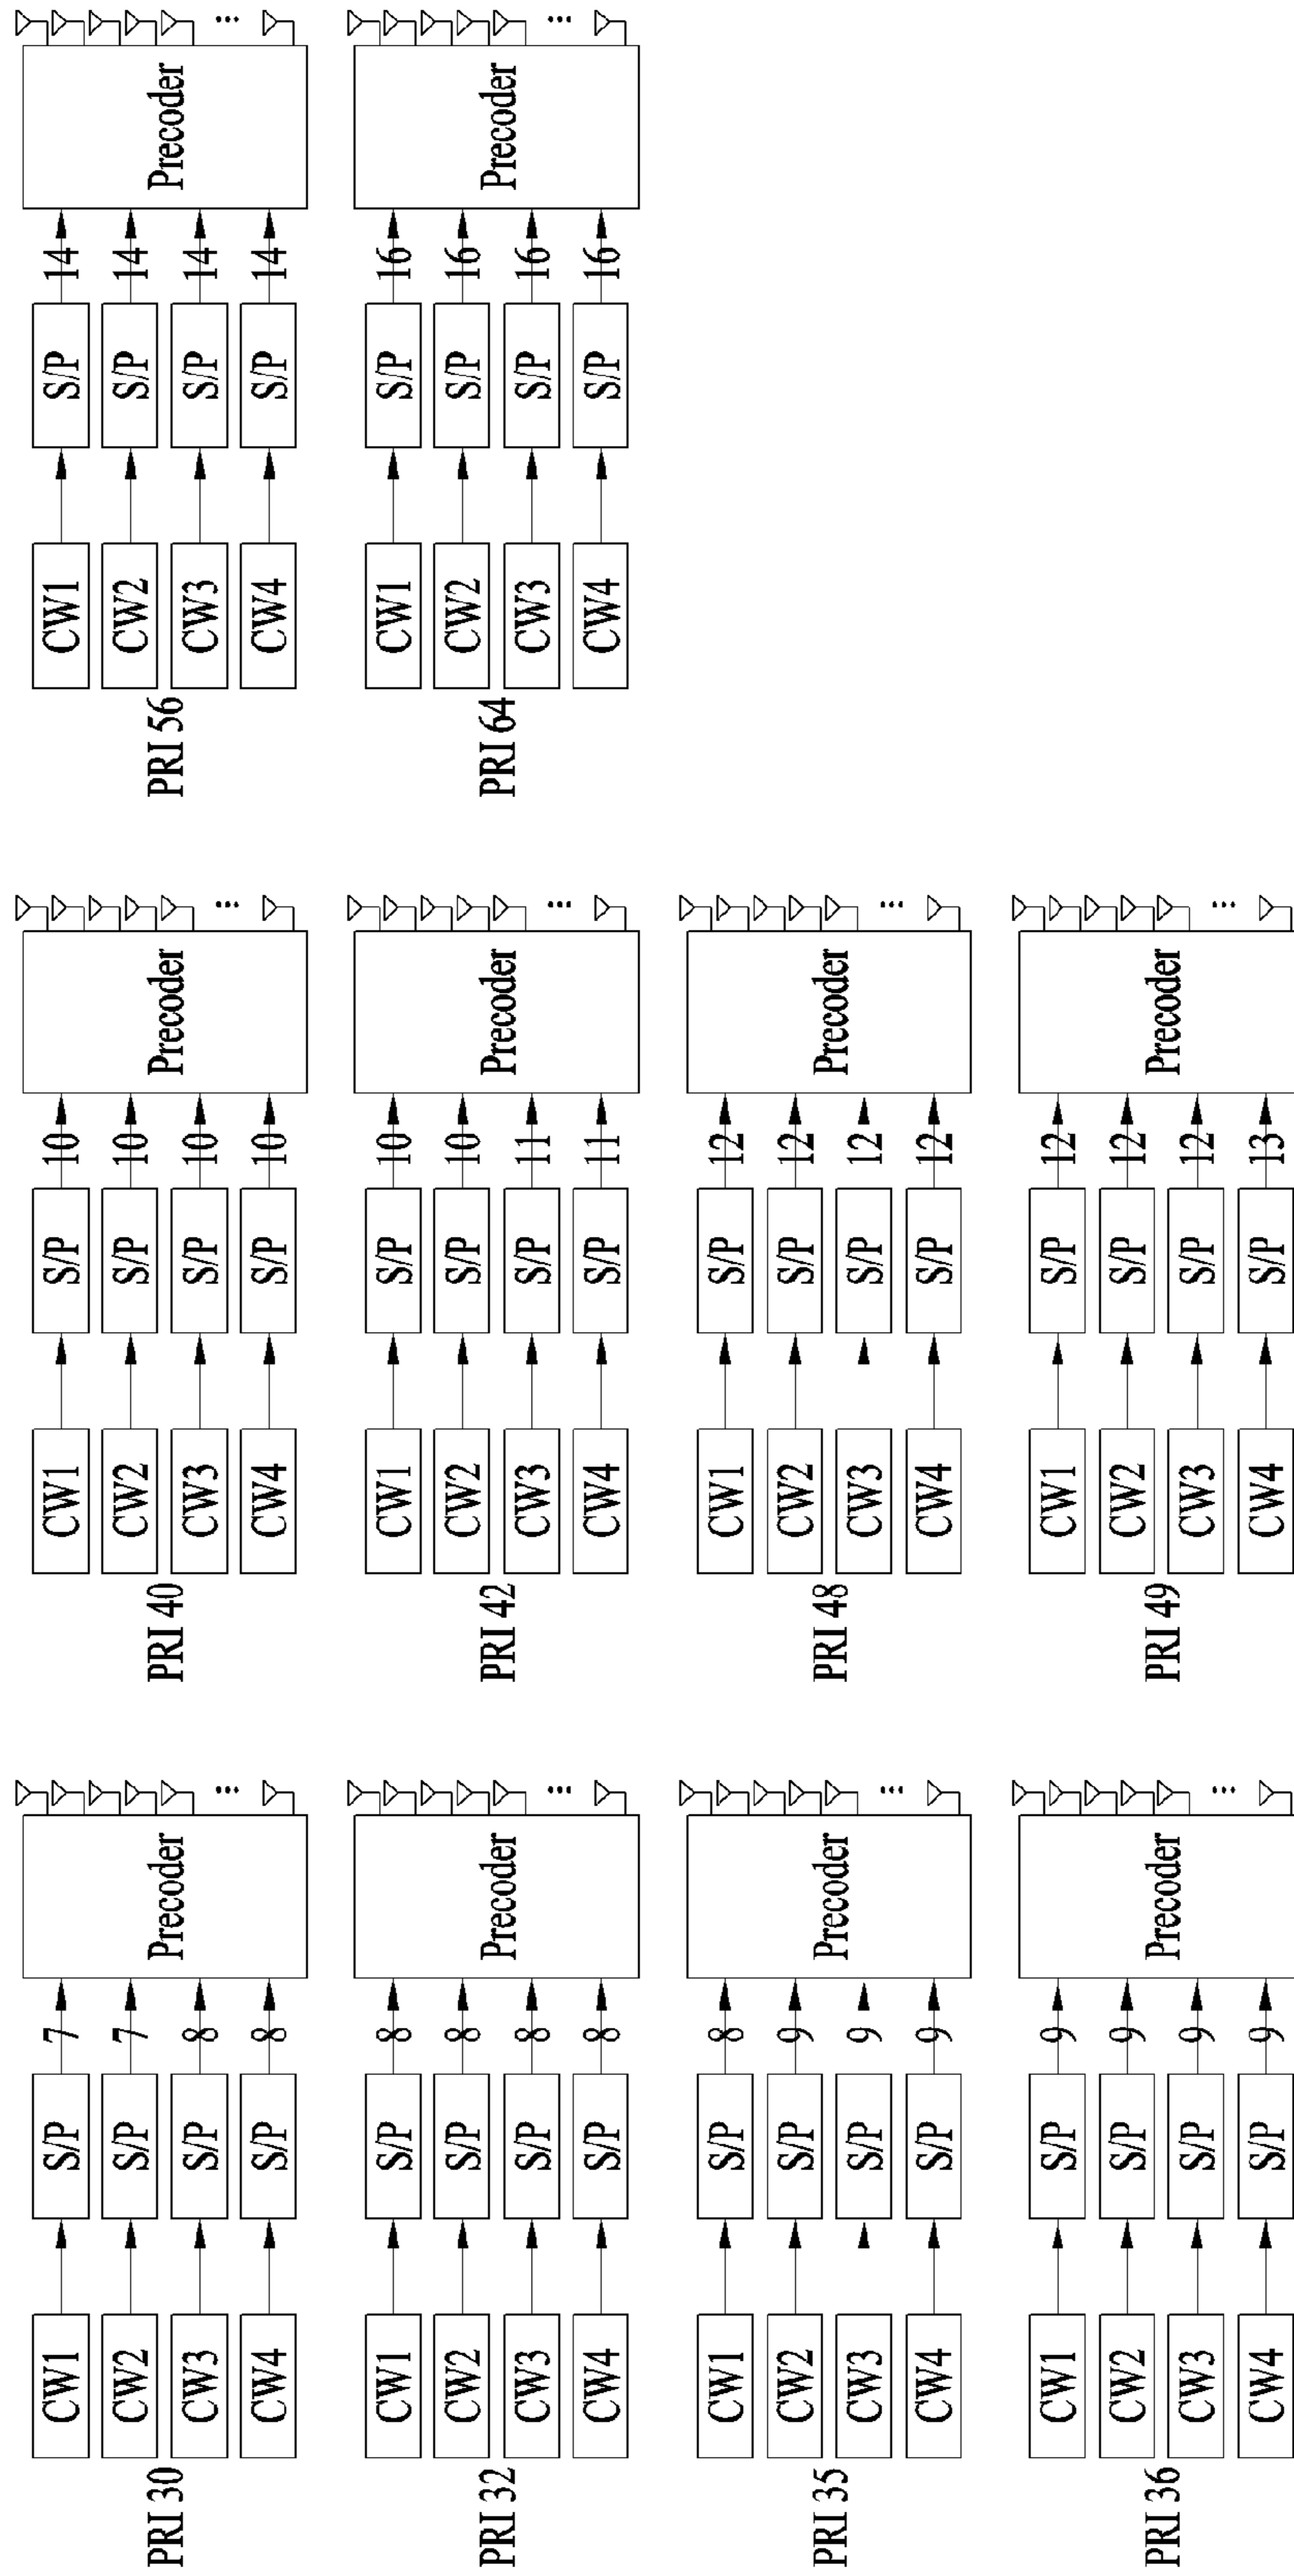 PRI 30
CW1 S/P 7
CW2 S/P 7
CW3 S/P 8
CW4 S/P 8
Precoder
PRI 32
CW1 S/P 8
CW2 S/P 8
CW3 S/P 8
CW4 S/P 8
Precoder
PRI 35
CW1 S/P 8
CW2 S/P 9
CW3 S/P 9
CW4 S/P 9
Precoder
PRI 36
CW1 S/P 9
CW2 S/P 9
CW3 S/P 9
CW4 S/P 9
Precoder
PRI 40
CW1 S/P 10
CW2 S/P 10
CW3 S/P 10
CW4 S/P 10
Precoder
PRI 42
CW1 S/P 10
CW2 S/P 10
CW3 S/P 11
CW4 S/P 11
Precoder
PRI 48
CW1 S/P 12
CW2 S/P 12
CW3 S/P 12
CW4 S/P 12
Precoder
PRI 49
CW1 S/P 12
CW2 S/P 12
CW3 S/P 12
CW4 S/P 13
Precoder
PRI 56
CW1 S/P 14
CW2 S/P 14
CW3 S/P 14
CW4 S/P 14
Precoder
PRI 64
CW1 S/P 16
CW2 S/P 16
CW3 S/P 16
CW4 S/P 16
Precoder